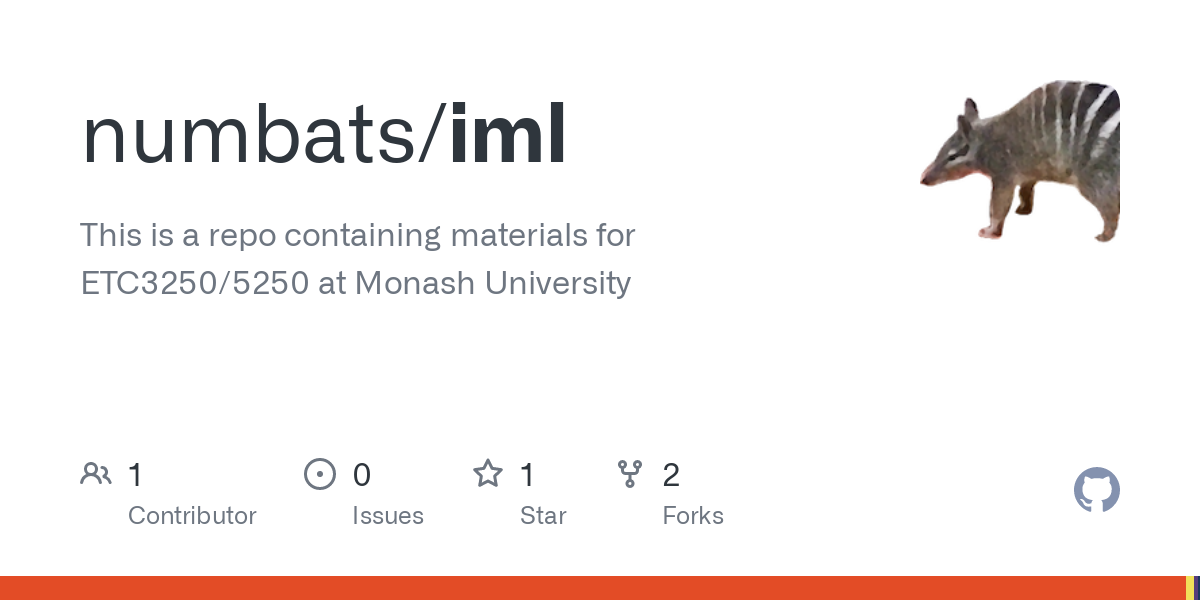 numbats/iml
This is a repo containing materials for
ETC3250/5250 at Monash University
1 0 1 2
Contributor Issues Star Forks